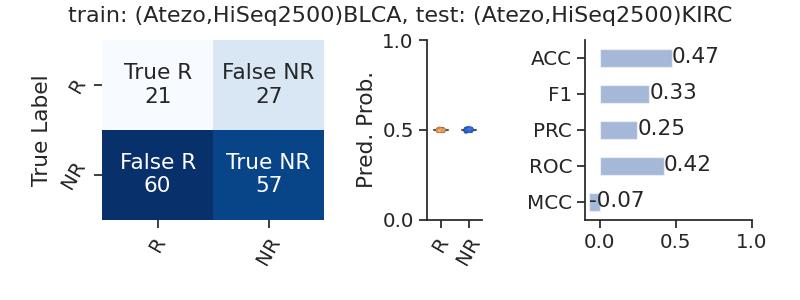 train: (Atezo,HiSeq2500)BLCA, test: (Atezo,HiSeq2500)KIRC
True Label
R
NR
True R
21
False NR
27
False R
60
True NR
57
R
NR
Pred. Prob.
1.0
0.5
0.0
R
NR
ACC
0.47
F1
0.33
PRC
0.25
ROC
0.42
MCC
-0.07
0.0
0.5
1.0